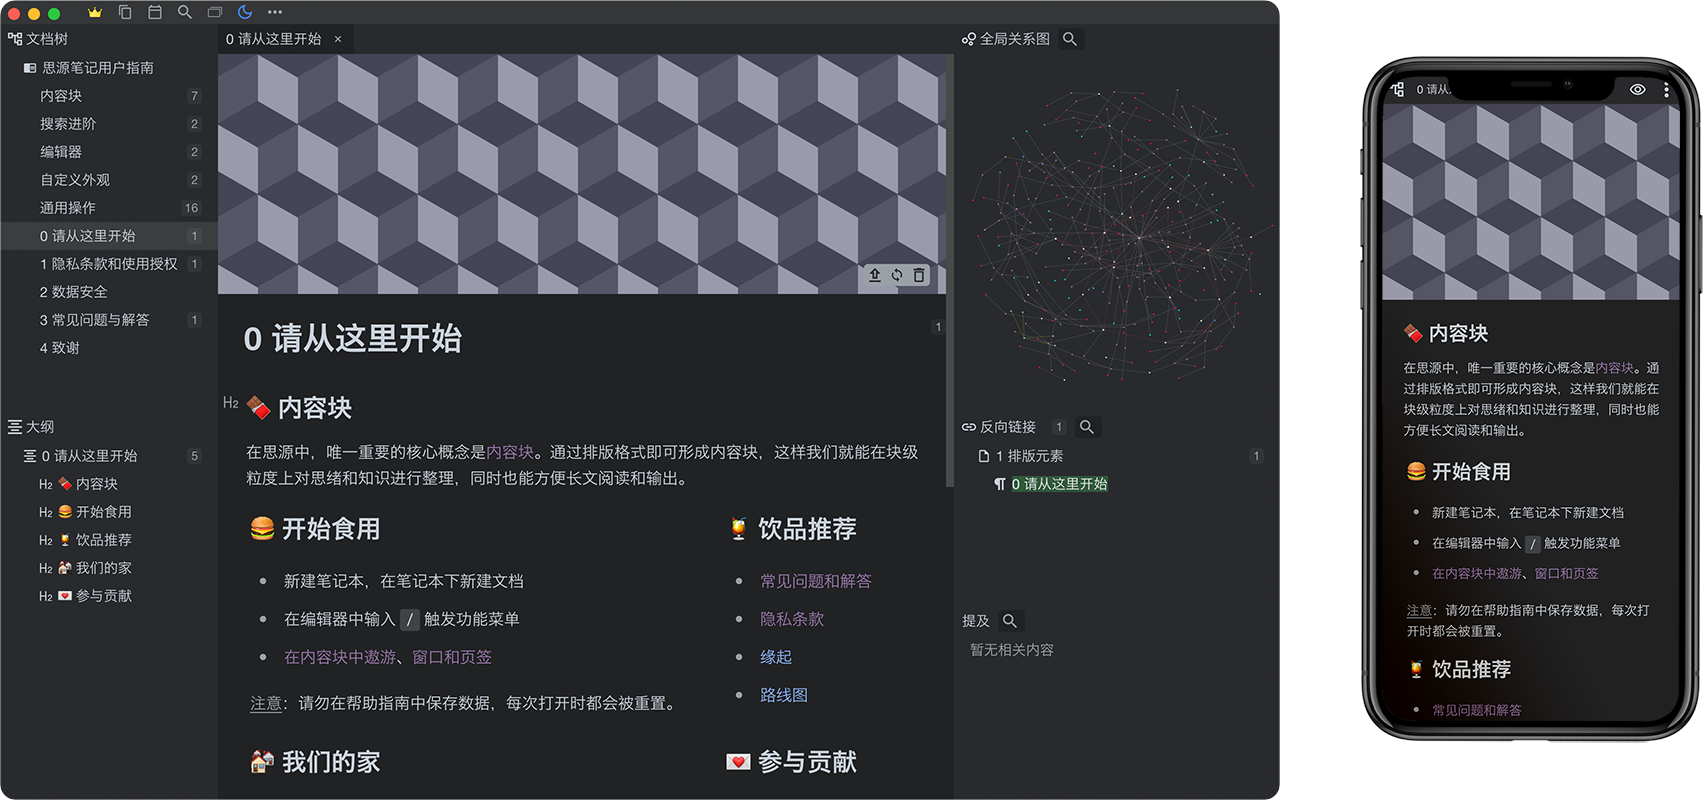 文档树
思源笔记用户指南
内容块 7
搜索进阶 2
编辑器 2
自定义外观 2
通用操作 16
0 请从这里开始 1
1 隐私条款和使用授权 1
2 数据安全
3 常见问题与解答 1
4 致谢
大纲
0 请从这里开始 5
H2 内容块
H2 开始食用
H2 饮品推荐
H2 我们的家
H2 参与贡献
0 请从这里开始 ×
0 请从这里开始
1
H2 内容块
在思源中，唯一重要的核心概念是内容块。通过排版格式即可形成内容块，这样我们就能在块级
粒度上对思绪和知识进行整理，同时也能方便长文阅读和输出。
开始食用
新建笔记本，在笔记本下新建文档
在编辑器中输入 / 触发功能菜单
在内容块中遨游、窗口和页签
注意：请勿在帮助指南中保存数据，每次打开时都会被重置。
饮品推荐
常见问题和解答
隐私条款
缘起
路线图
我们的家
参与贡献
全局关系图
反向链接 1
1 排版元素 1
0 请从这里开始
提及
暂无相关内容
0 请从
内容块
在思源中，唯一重要的核心概念是内容块。通
过排版格式即可形成内容块，这样我们就能在
块级粒度上对思绪和知识进行整理，同时也能
方便长文阅读和输出。
开始食用
新建笔记本，在笔记本下新建文档
在编辑器中输入 / 触发功能菜单
在内容块中遨游、窗口和页签
注意：请勿在帮助指南中保存数据，每次打
开时都会被重置。
饮品推荐
常见问题和解答